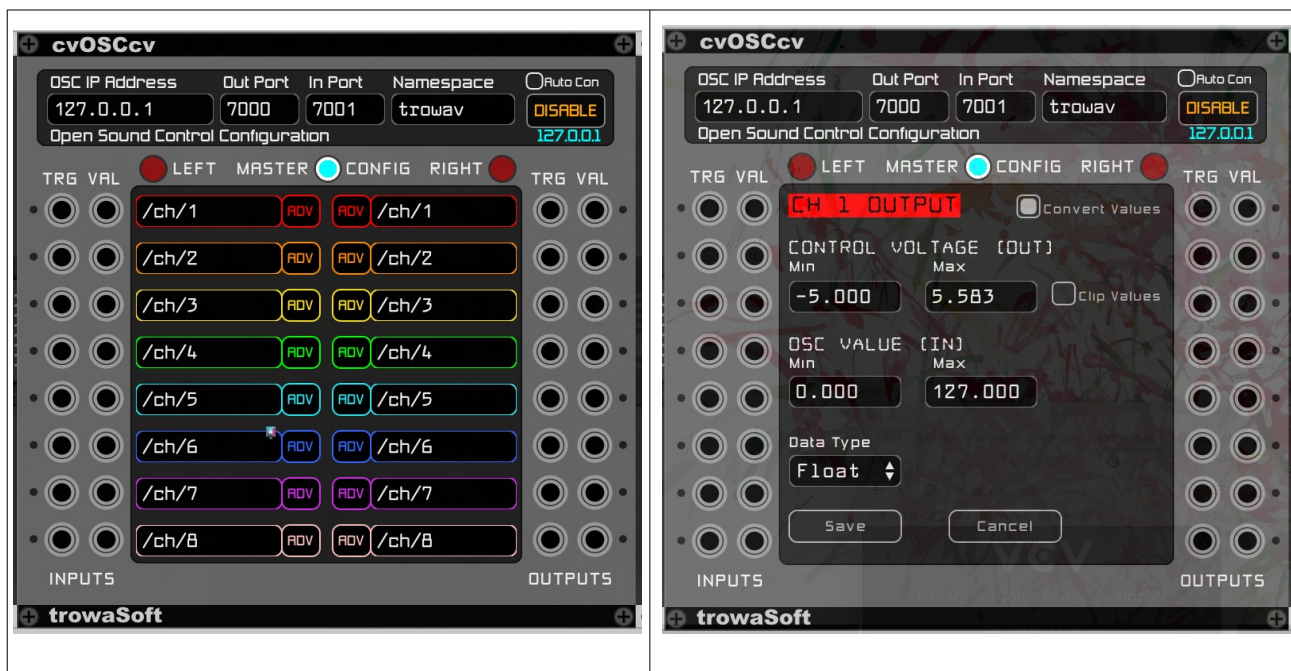 cvOSCcv
OSC IP Address Out Port In Port Namespace Auto Con
127.0.0.1 7000 7001 trowav DISABLE
Open Sound Control Configuration 127.0.0.1
LEFT MASTER CONFIG RIGHT
TRG VAL TRG VAL
/ch/1 ADV ADV /ch/1
/ch/2 ADV ADV /ch/2
/ch/3 ADV ADV /ch/3
/ch/4 ADV ADV /ch/4
/ch/5 ADV ADV /ch/5
/ch/6 ADV ADV /ch/6
/ch/7 ADV ADV /ch/7
/ch/8 ADV ADV /ch/8
INPUTS OUTPUTS
trowaSoft
cvOSCcv
OSC IP Address Out Port In Port Namespace Auto Con
127.0.0.1 7000 7001 trowav DISABLE
Open Sound Control Configuration 127.0.0.1
LEFT MASTER CONFIG RIGHT
TRG VAL TRG VAL
CH 1 OUTPUT Convert Values
CONTROL VOLTAGE (OUT)
Min Max
-5.000 5.583 Clip Values
OSC VALUE (IN)
Min Max
0.000 127.000
Data Type
Float
Save Cancel
VCV
Library Community Support
INPUTS OUTPUTS
trowaSoft